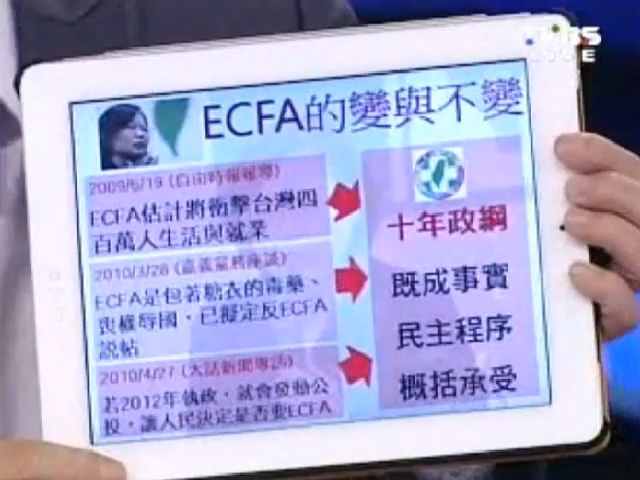 TVBS
LIVE
ECFA的變與不變
2009/6/19 (自由時報報導)
ECFA估計將衝擊台灣四
百萬人生活與就業
2010/3/28 (嘉義黨務座談)
ECFA是包著糖衣的毒藥、
喪權辱國，已擬定反ECFA
說帖
2010/4/27 (大話新聞專訪)
若2012年執政，就會發動公
投，讓人民決定是否要ECFA
十年政綱
既成事實
民主程序
概括承受